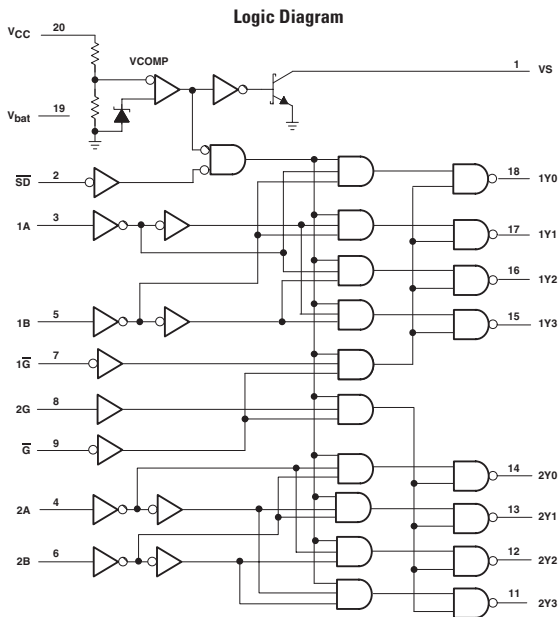 Logic Diagram
VCC 20
VCOMP
1 VS
Vbat 19
SD 2
18 1Y0
1A 3
17 1Y1
16 1Y2
1B 5
15 1Y3
1G 7
2G 8
G 9
14 2Y0
2A 4
13 2Y1
2B 6
12 2Y2
11 2Y3